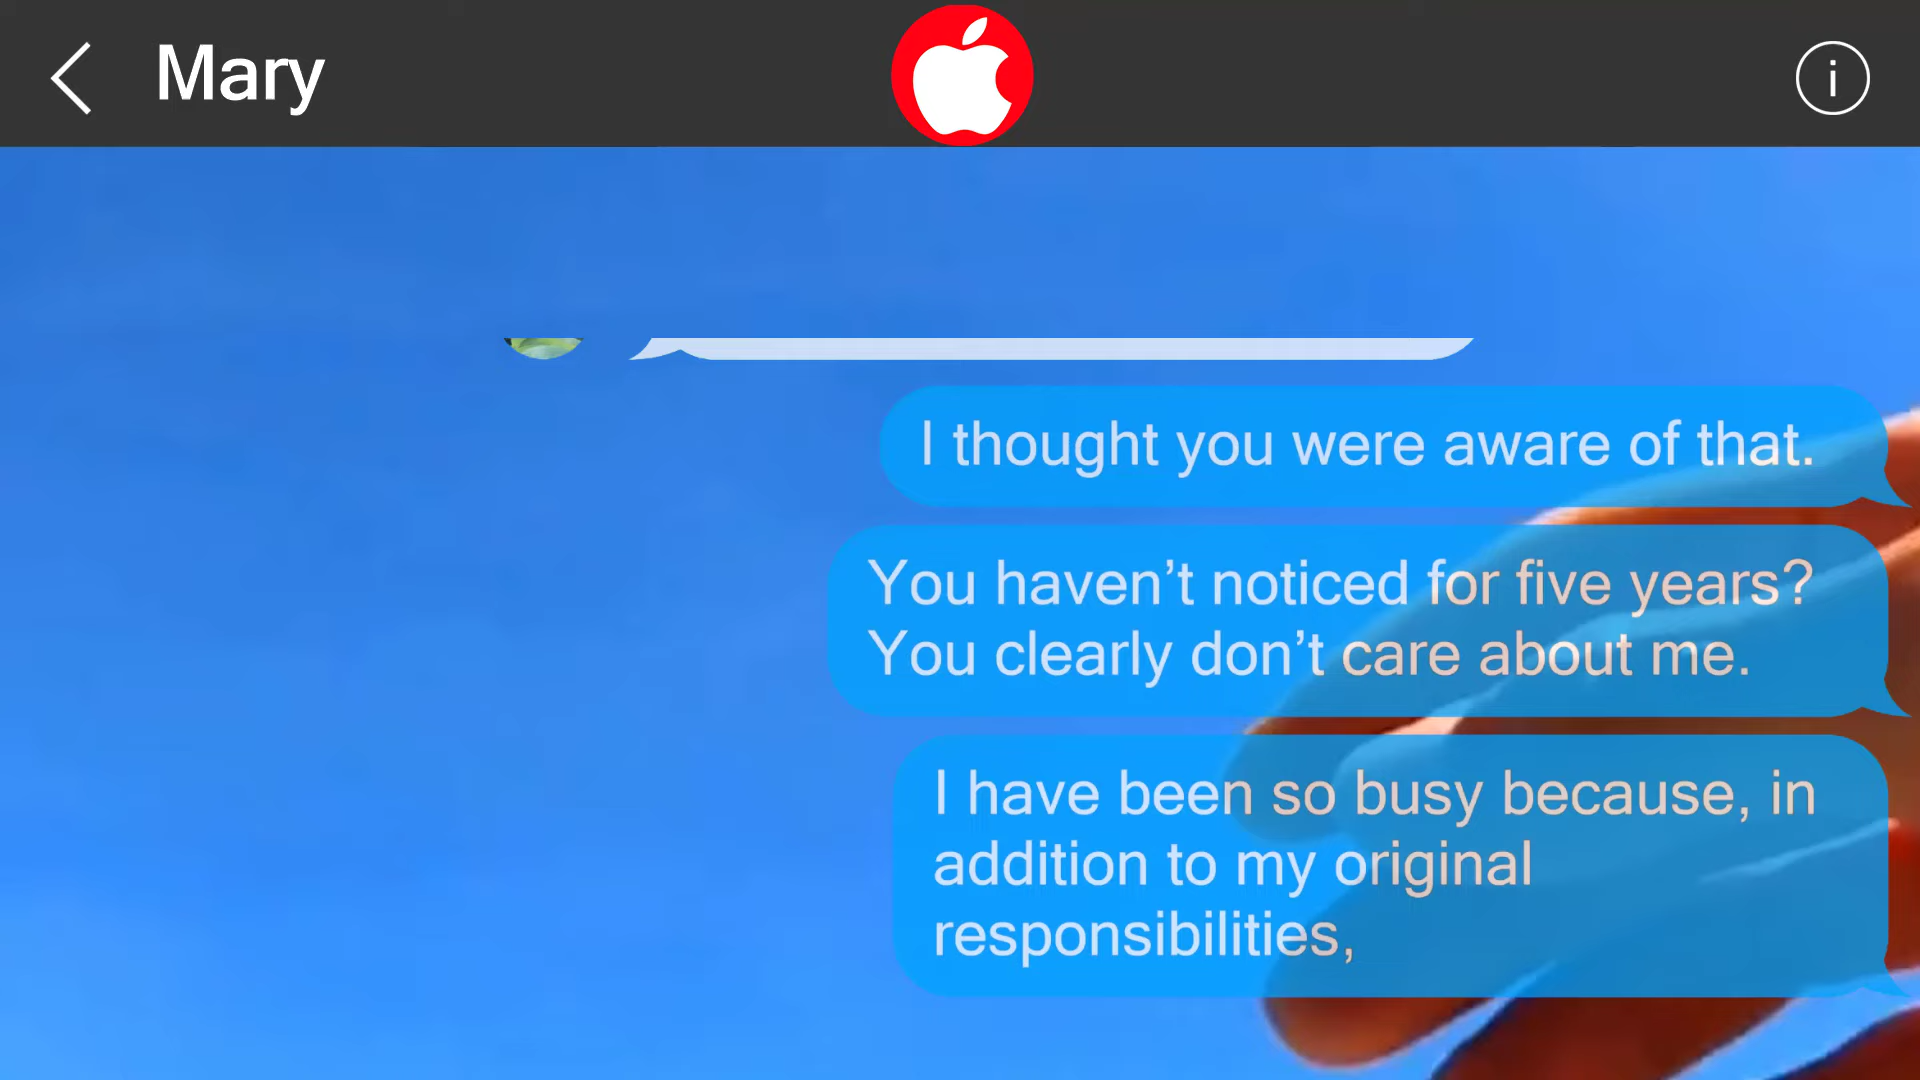 Mary
I thought you were aware of that.
You haven’t noticed for five years?
You clearly don’t care about me.
I have been so busy because, in
addition to my original
responsibilities,